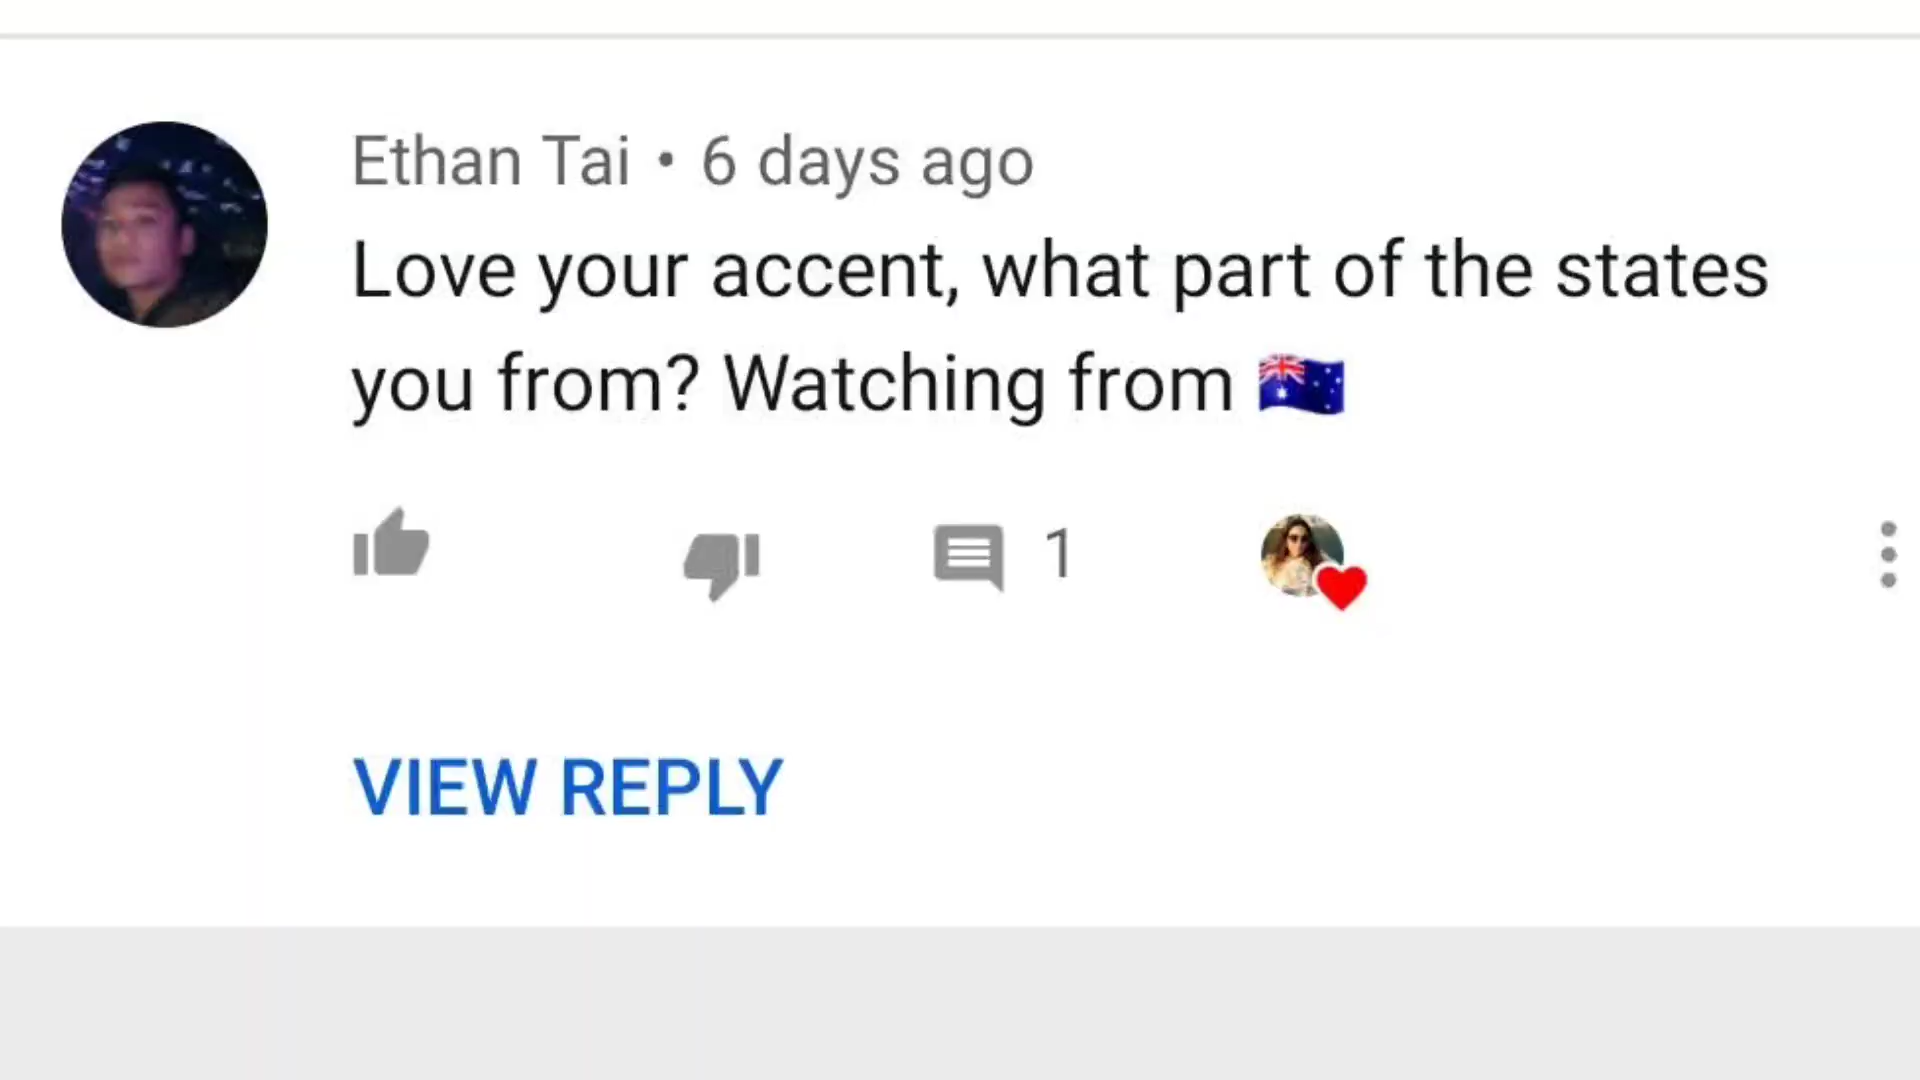 Ethan Tai • 6 days ago
Love your accent, what part of the states
you from? Watching from 🇦🇺
1
VIEW REPLY